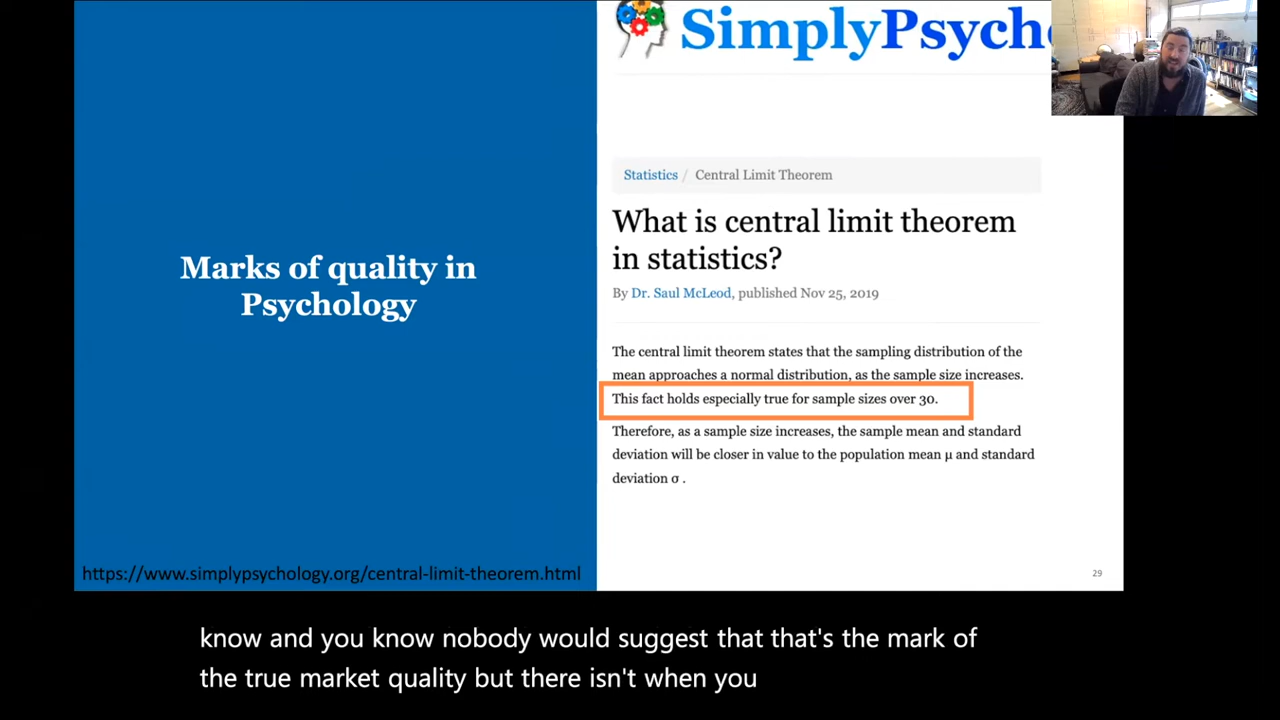 SimplyPsych
Statistics / Central Limit Theorem
What is central limit theorem
in statistics?
By Dr. Saul McLeod, published Nov 25, 2019
The central limit theorem states that the sampling distribution of the
mean approaches a normal distribution, as the sample size increases.
This fact holds especially true for sample sizes over 30.
Therefore, as a sample size increases, the sample mean and standard
deviation will be closer in value to the population mean μ and standard
deviation σ .
Marks of quality in
Psychology
https://www.simplypsychology.org/central-limit-theorem.html
29
know and you know nobody would suggest that that's the mark of
the true market quality but there isn't when you